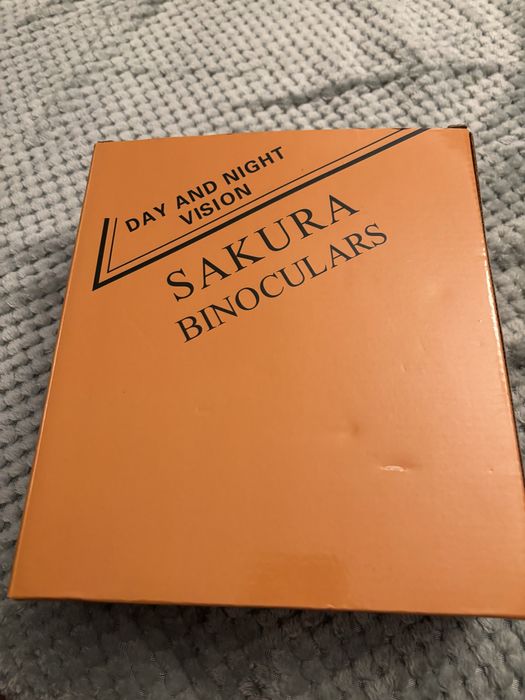 DAY AND NIGHT
VISION
SAKURA
BINOCULARS